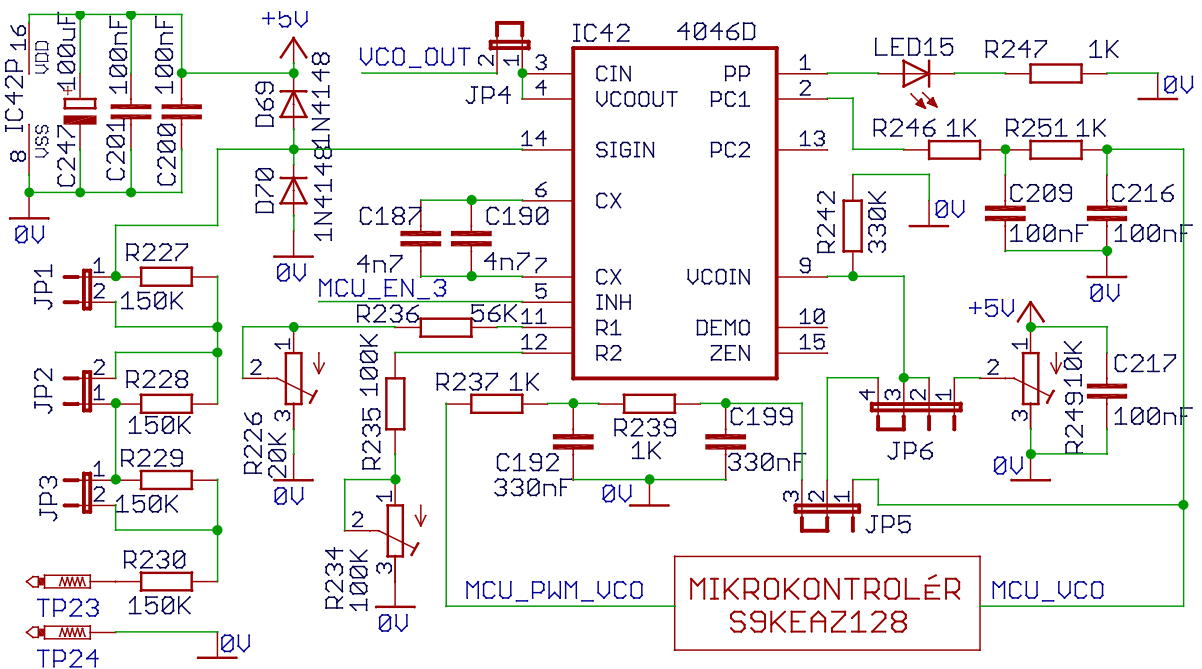 +5V
IC42P
16
VDD
100uF
100nF
100nF
VSS
8
C247
C201
C200
0V
D69
1N4148
D70
1N4148
0V
VCO_OUT
2
1
JP4
IC42
4046D
3
CIN
4
VCOOUT
14
SIGIN
6
CX
7
CX
5
INH
11
R1
12
R2
PP
1
PC1
2
PC2
13
VCOIN
9
DEMO
10
ZEN
15
LED15
R247
1K
0V
R246
1K
R251
1K
C209
100nF
C216
100nF
0V
R242
330K
0V
C187
4n7
C190
4n7
MCU_EN_3
R236
56K
JP1
1
2
R227
150K
JP2
2
1
R228
150K
JP3
1
2
R229
150K
R230
150K
TP23
TP24
0V
1
2
3
R226
20K
0V
100K
R235
1
2
3
R234
100K
0V
R237
1K
R239
1K
C192
330nF
C199
330nF
0V
4
3
2
1
JP6
3
2
1
JP5
+5V
1
2
3
10K
R249
C217
100nF
0V
MCU_PWM_VCO
MIKROKONTROLéR
S9KEAZ128
MCU_VCO